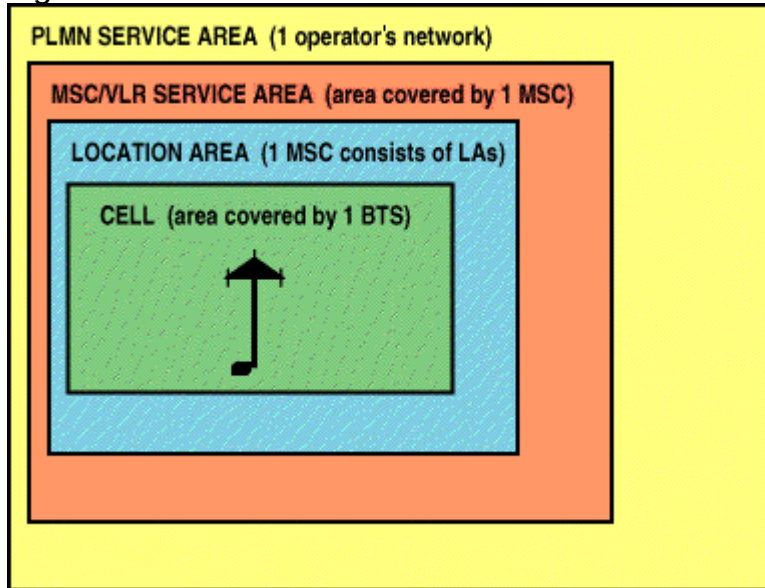 PLMN SERVICE AREA (1 operator's network)
MSC/VLR SERVICE AREA (area covered by 1 MSC)
LOCATION AREA (1 MSC consists of LAs)
CELL (area covered by 1 BTS)